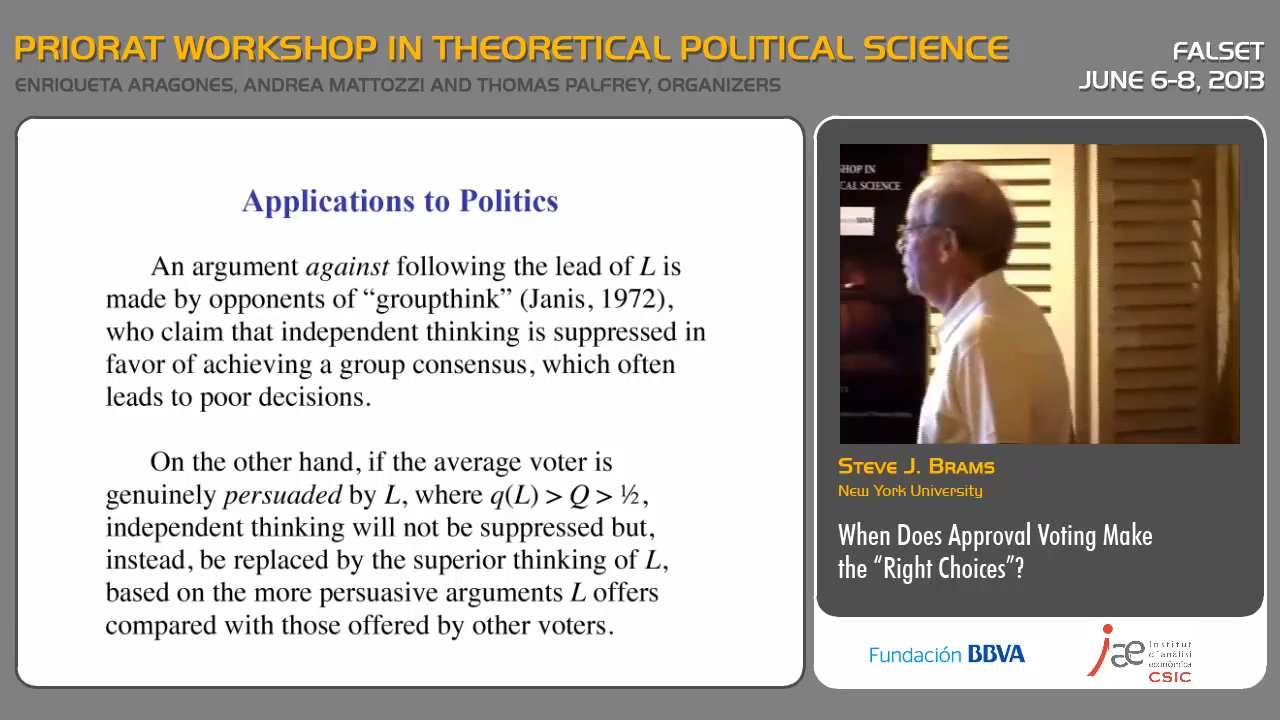 PRIORAT WORKSHOP IN THEORETICAL POLITICAL SCIENCE
ENRIQUETA ARAGONES, ANDREA MATTOZZI AND THOMAS PALFREY, ORGANIZERS
FALSET
JUNE 6-8, 2013
Applications to Politics
An argument against following the lead of L is
made by opponents of “groupthink” (Janis, 1972),
who claim that independent thinking is suppressed in
favor of achieving a group consensus, which often
leads to poor decisions.
On the other hand, if the average voter is
genuinely persuaded by L, where q(L) > Q > ½,
independent thinking will not be suppressed but,
instead, be replaced by the superior thinking of L,
based on the more persuasive arguments L offers
compared with those offered by other voters.
SHOP IN
CAL SCIENCE
STEVE J. BRAMS
New York University
When Does Approval Voting Make
the “Right Choices”?
Fundación BBVA
jae
Institut
d'anàlisi
econòmica
CSIC